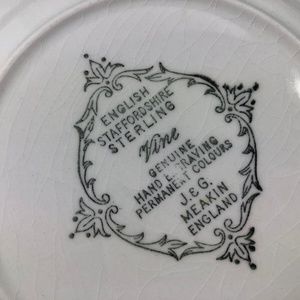 ENGLISH
STAFFORDSHIRE
STERLING
Vine
GENUINE
HAND ENGRAVING
PERMANENT COLOURS
J. & G.
MEAKIN
ENGLAND